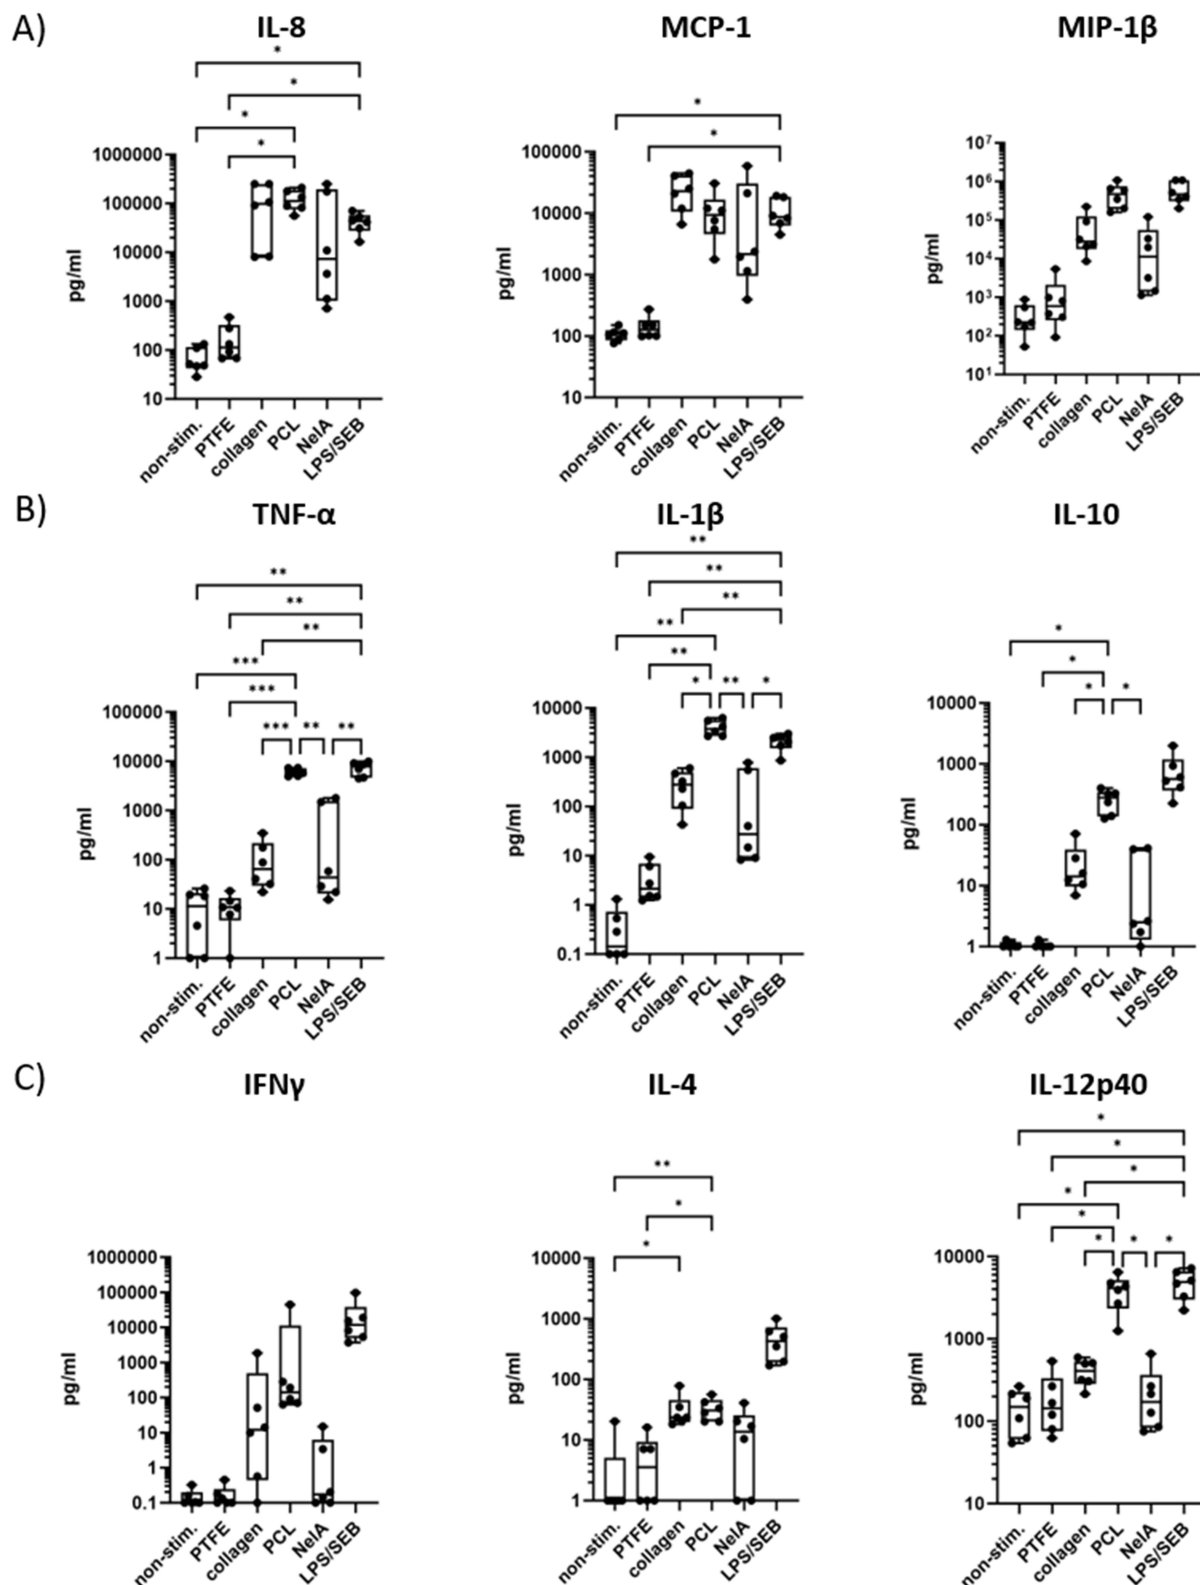 A)
IL-8
MCP-1
MIP-1β
*
*
*
*
*
*
pg/ml
1000000
100000
10000
1000
100
10
non-stim.
PTFE
collagen
PCL
NelA
LPS/SEB
pg/ml
100000
10000
1000
100
10
non-stim.
PTFE
collagen
PCL
NelA
LPS/SEB
pg/ml
10⁷
10⁶
10⁵
10⁴
10³
10²
10¹
non-stim.
PTFE
collagen
PCL
NelA
LPS/SEB
B)
TNF-α
IL-1β
IL-10
**
**
**
***
***
***
**
**
pg/ml
100000
10000
1000
100
10
1
non-stim.
PTFE
collagen
PCL
NelA
LPS/SEB
**
**
**
**
**
*
**
*
pg/ml
10000
1000
100
10
1
0.1
non-stim.
PTFE
collagen
PCL
NelA
LPS/SEB
*
*
*
*
pg/ml
10000
1000
100
10
1
non-stim.
PTFE
collagen
PCL
NelA
LPS/SEB
C)
IFNγ
IL-4
IL-12p40
pg/ml
1000000
100000
10000
1000
100
10
1
0.1
non-stim.
PTFE
collagen
PCL
NelA
LPS/SEB
**
*
*
pg/ml
10000
1000
100
10
1
non-stim.
PTFE
collagen
PCL
NelA
LPS/SEB
*
*
*
*
*
*
*
*
pg/ml
10000
1000
100
10
non-stim.
PTFE
collagen
PCL
NelA
LPS/SEB